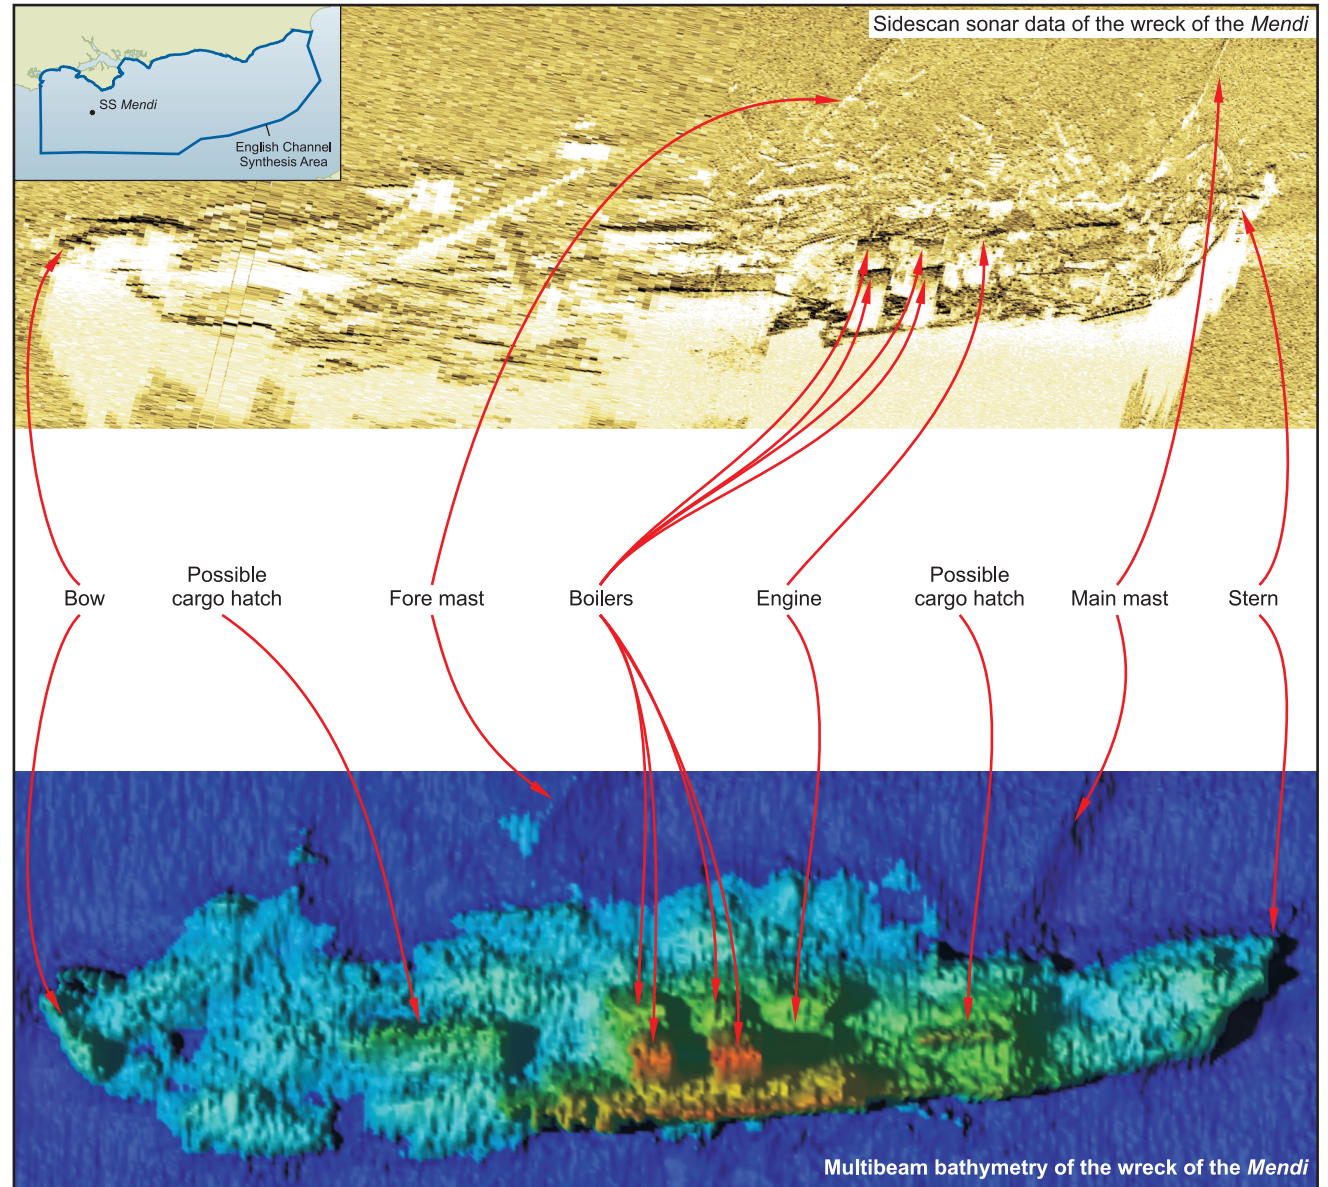 Sidescan sonar data of the wreck of the Mendi
SS Mendi
English Channel
Synthesis Area
Bow
Possible
cargo hatch
Fore mast
Boilers
Engine
Possible
cargo hatch
Main mast
Stern
Multibeam bathymetry of the wreck of the Mendi